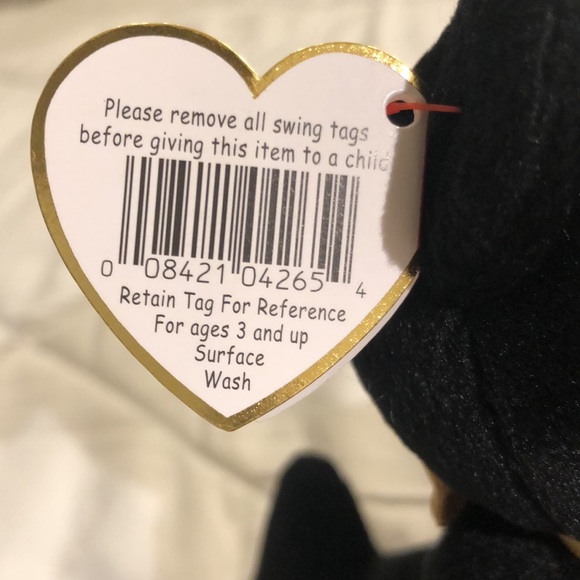 Please remove all swing tags
before giving this item to a child
0 08421 04265 4
Retain Tag For Reference
For ages 3 and up
Surface
Wash